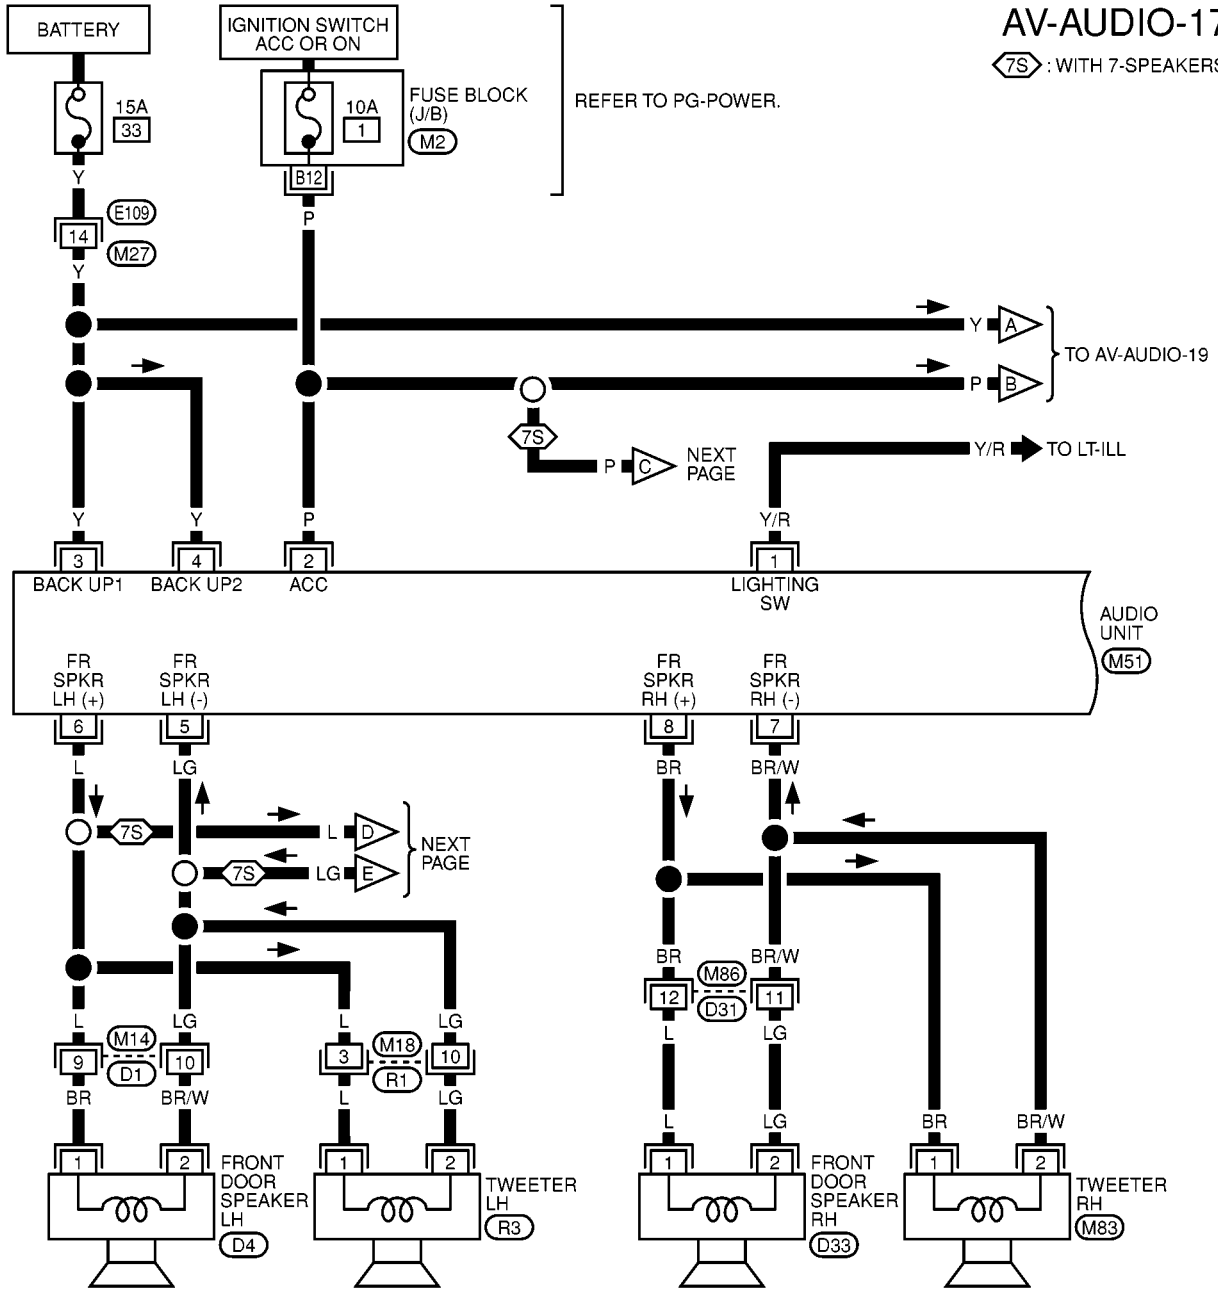 AV-AUDIO-17
7S : WITH 7-SPEAKERS
BATTERY
IGNITION SWITCH
ACC OR ON
15A
33
10A
1
FUSE BLOCK
(J/B)
M2
REFER TO PG-POWER.
B12
Y
P
E109
14
M27
Y
Y A
TO AV-AUDIO-19
P B
7S
P C
NEXT
PAGE
Y/R TO LT-ILL
Y Y P Y/R
3 4 2 1
BACK UP1 BACK UP2 ACC LIGHTING
SW
AUDIO
UNIT
M51
FR
SPKR
LH (+)
FR
SPKR
LH (-)
FR
SPKR
RH (+)
FR
SPKR
RH (-)
6 5 8 7
L LG BR BR/W
7S L D
7S LG E
NEXT
PAGE
BR BR/W
M86
12 11
D31
L LG
L LG L LG
M14
9 10
D1
M18
3 10
R1
BR BR/W L LG
L LG BR BR/W
1 2 1 2 1 2 1 2
FRONT
DOOR
SPEAKER
LH
D4
TWEETER
LH
R3
FRONT
DOOR
SPEAKER
RH
D33
TWEETER
RH
M83